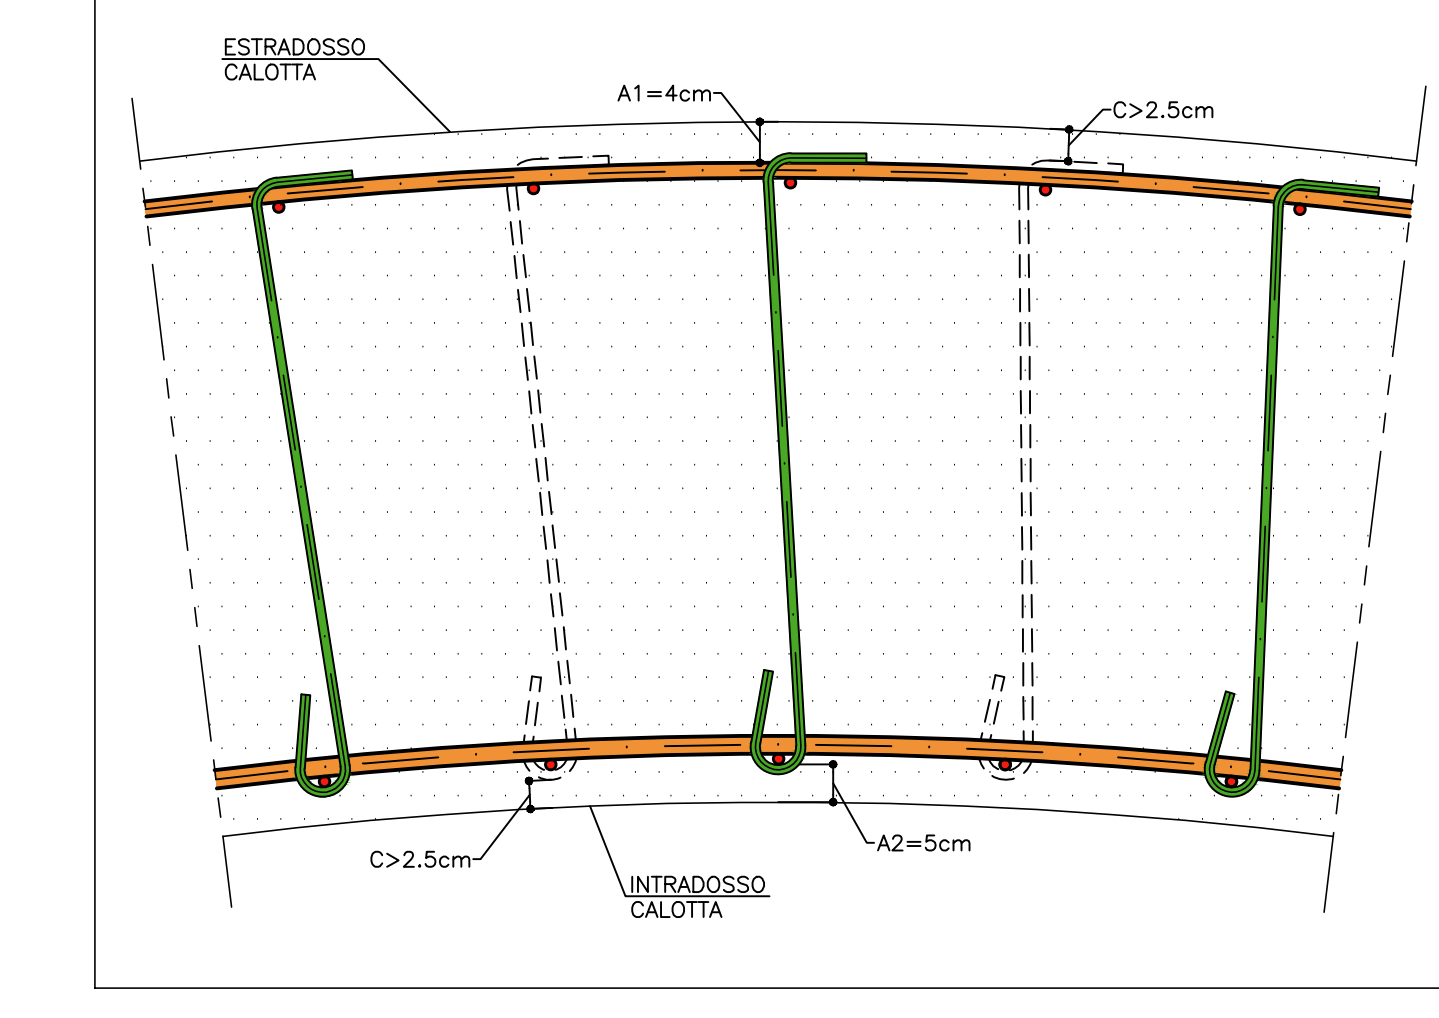 ESTRADOSSO
CALOTTA
A1=4cm
C>2.5cm
C>2.5cm
A2=5cm
INTRADOSSO
CALOTTA